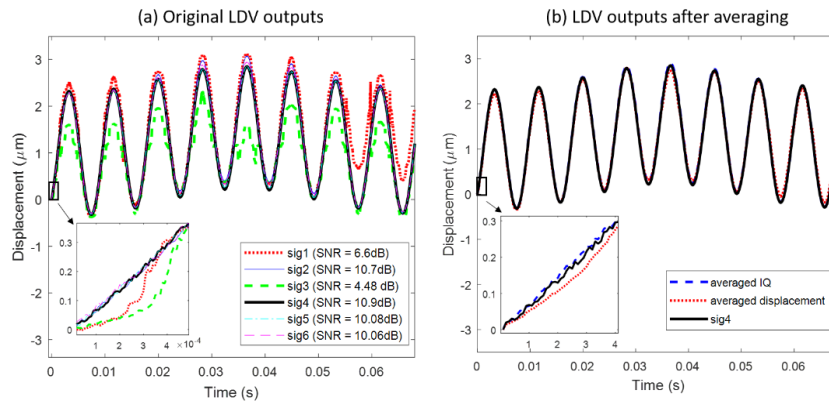 (a) Original LDV outputs
Displacement (μm)
3
2
1
0
-1
-2
-3
0.3
0.2
0.1
0
1
2
3
4
×10⁻⁴
sig1 (SNR = 6.6dB)
sig2 (SNR = 10.7dB)
sig3 (SNR = 4.48 dB)
sig4 (SNR = 10.9dB)
sig5 (SNR = 10.08dB)
sig6 (SNR = 10.06dB)
0 0.01 0.02 0.03 0.04 0.05 0.06
Time (s)
(b) LDV outputs after averaging
Displacement (μm)
3
2
1
0
-1
-2
-3
0.3
0.2
0.1
0
1 2 3 4
averaged IQ
averaged displacement
sig4
0 0.01 0.02 0.03 0.04 0.05 0.06
Time (s)